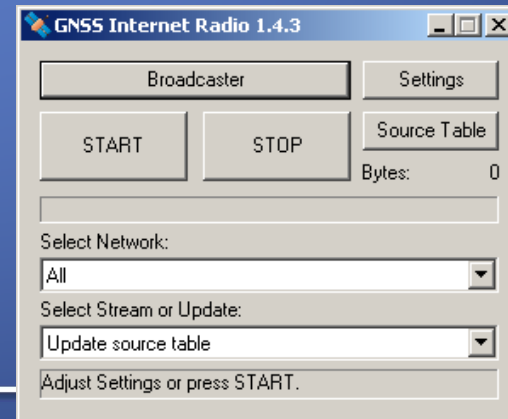 GNSS Internet Radio 1.4.3
Broadcaster
Settings
START
STOP
Source Table
Bytes: 0
Select Network:
All
Select Stream or Update:
Update source table
Adjust Settings or press START.